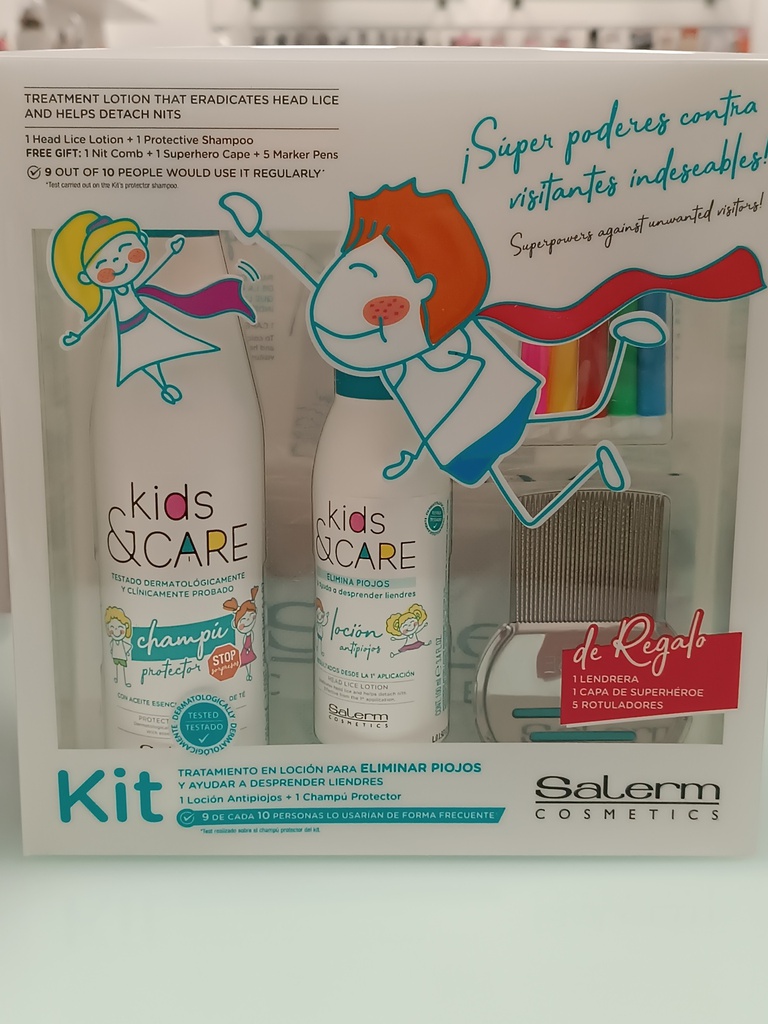 TREATMENT LOTION THAT ERADICATES HEAD LICE
AND HELPS DETACH NITS
1 Head Lice Lotion + 1 Protective Shampoo
FREE GIFT: 1 Nit Comb + 1 Superhero Cape + 5 Marker Pens
9 OUT OF 10 PEOPLE WOULD USE IT REGULARLY*
*Test carried out on the Kit's protector shampoo.
¡Súper poderes contra
visitantes indeseables!
Superpowers against unwanted visitors!
kids
&CARE
TESTADO DERMATOLÓGICAMENTE
Y CLÍNICAMENTE PROBADO
champú
protector
STOP
sorpresas
CON ACEITE ESENC
DE TÉ
PROTECT
DERMATOLOGICALLY
TESTED
TESTADO
kids
&CARE
ELIMINA PIOJOS
ayuda a desprender liendres
loción
antipiojos
RESULTADOS DESDE LA 1ª APLICACIÓN
HEAD LICE LOTION
Salerm
COSMETICS
de Regalo
1 LENDRERA
1 CAPA DE SUPERHÉROE
5 ROTULADORES
Kit
TRATAMIENTO EN LOCIÓN PARA ELIMINAR PIOJOS
Y AYUDAR A DESPRENDER LIENDRES
1 Loción Antipiojos + 1 Champú Protector
9 DE CADA 10 PERSONAS LO USARÍAN DE FORMA FRECUENTE
*Test realizado sobre el champú protector del kit.
Salerm
COSMETICS